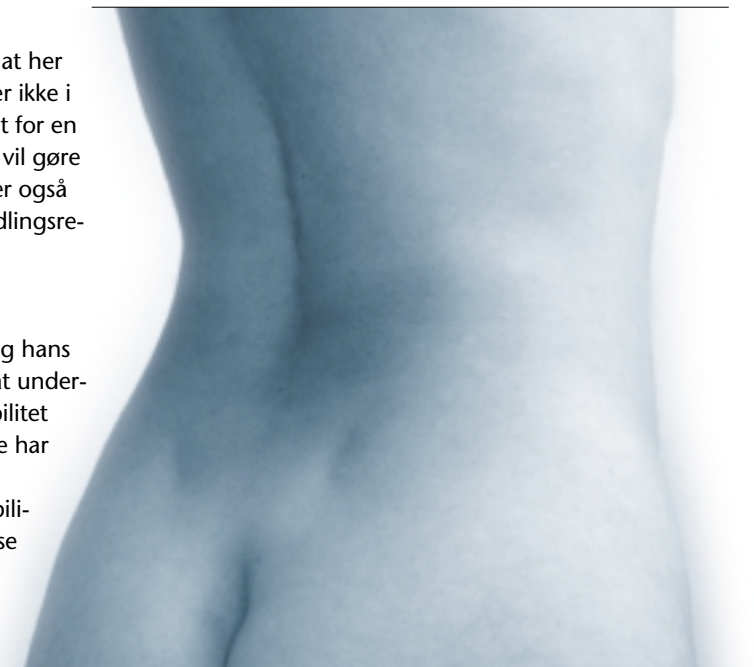 at her
er ikke i
t for en
vil gøre
er også
dlingsre-
g hans
at under-
bilitet
e har
bili-
se